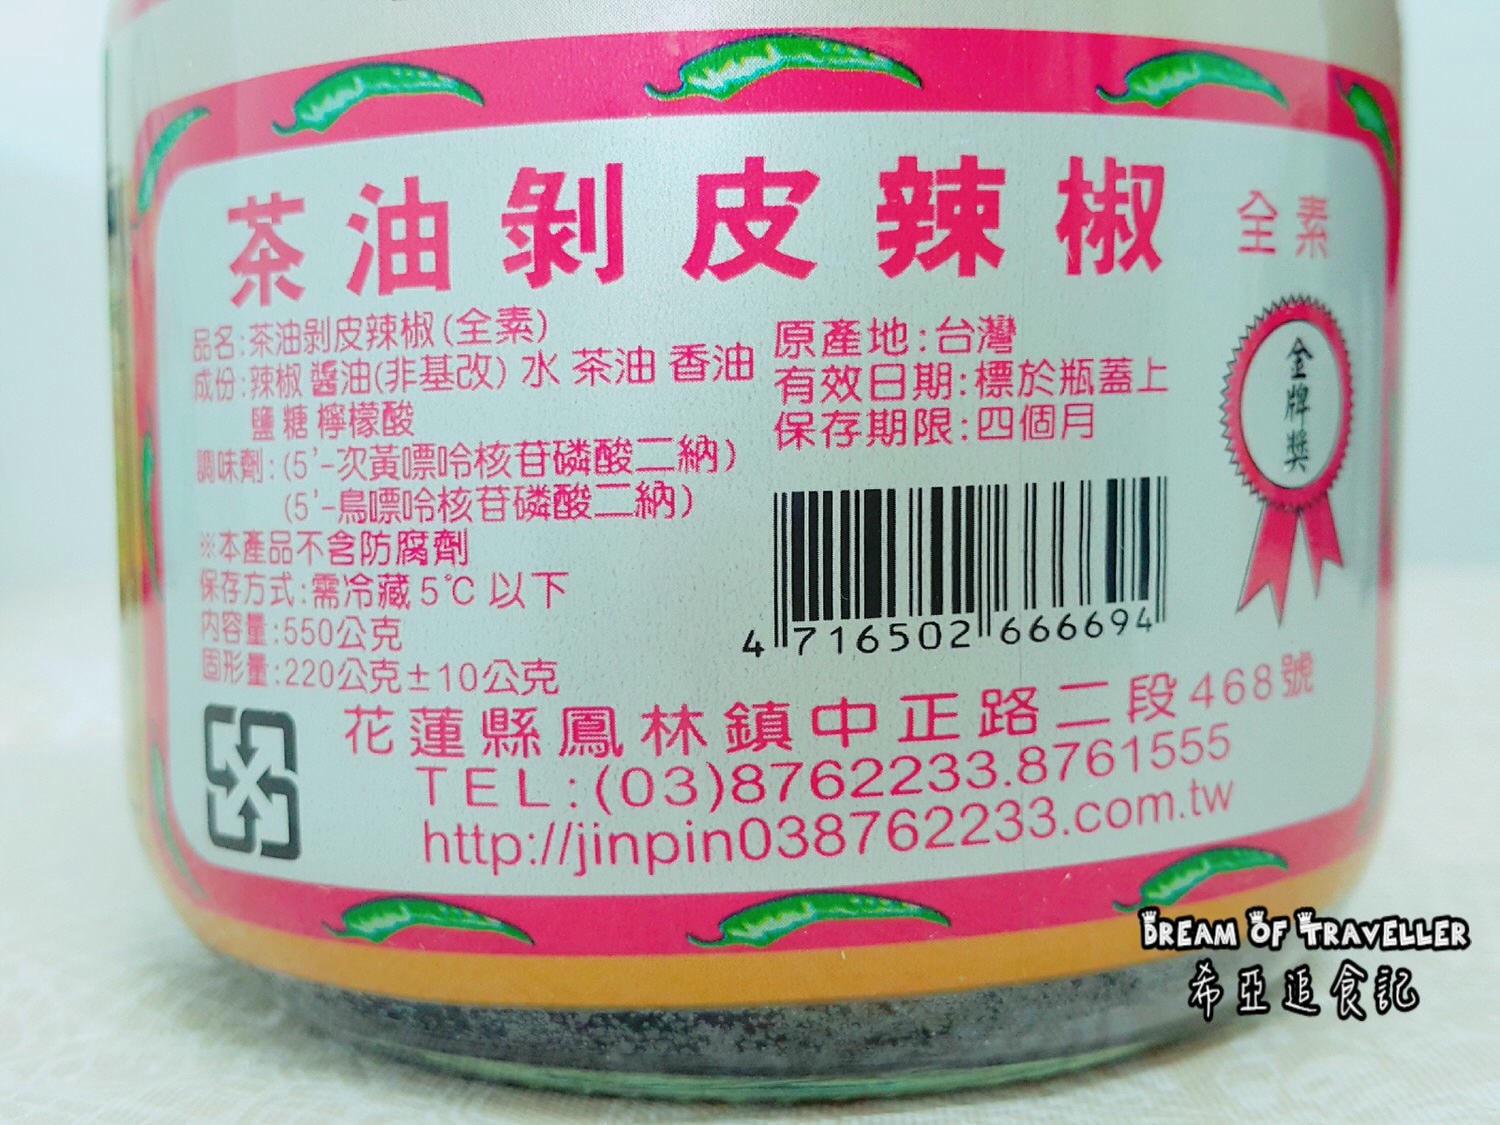 茶油剝皮辣椒 全素
品名:茶油剝皮辣椒(全素)
成份:辣椒 醬油(非基改) 水 茶油 香油
鹽 糖 檸檬酸
調味劑:(5'-次黃嘌呤核苷磷酸二納)
(5'-鳥嘌呤核苷磷酸二納)
※本產品不含防腐劑
保存方式:需冷藏5℃以下
內容量:550公克
固形量:220公克±10公克
原產地:台灣
有效日期:標於瓶蓋上
保存期限:四個月
金牌獎
4 716502 666694
花蓮縣鳳林鎮中正路二段468號
TEL:(03)8762233.8761555
http://jinpin038762233.com.tw
DREAM OF TRAVELLER
希亞追食記